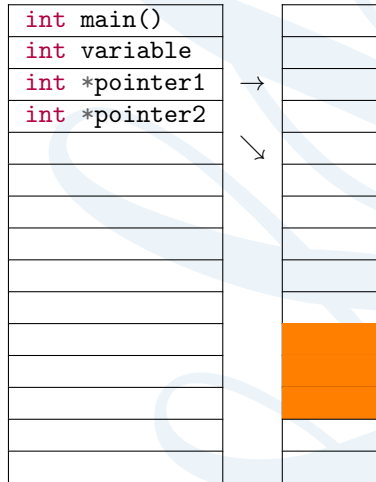 int main()
int variable
int *pointer1 →
int *pointer2
↘